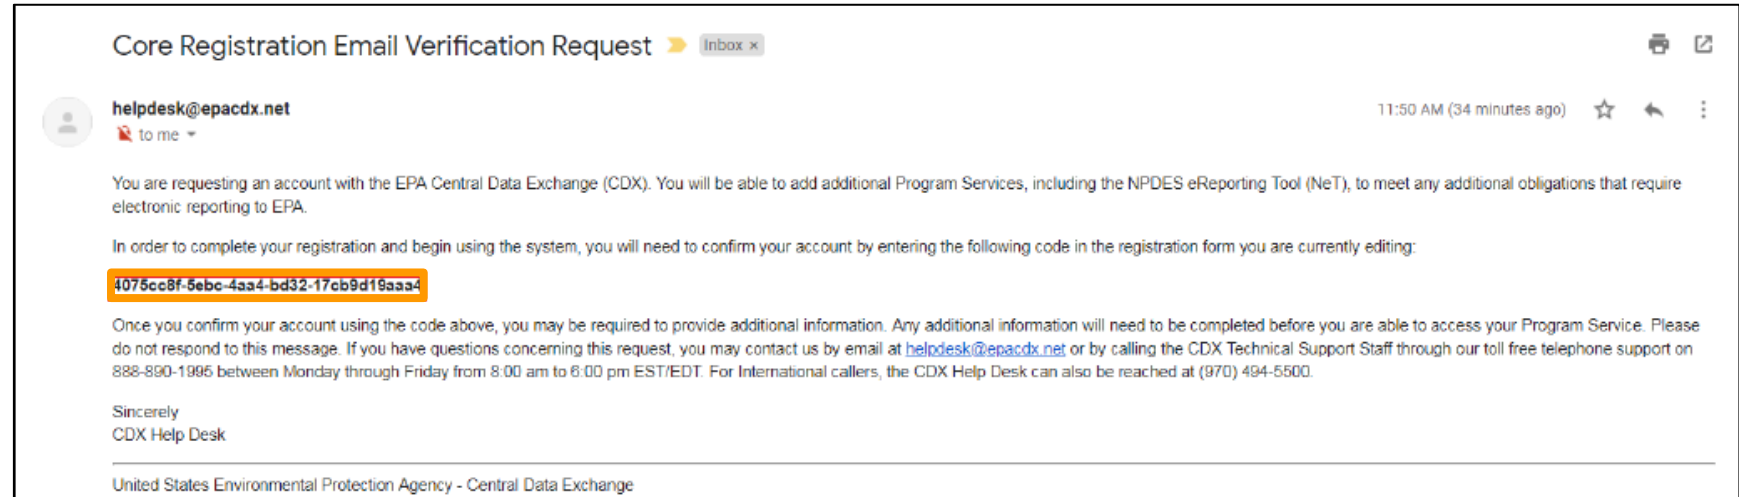 Core Registration Email Verification Request Inbox ×
helpdesk@epacdx.net 11:50 AM (34 minutes ago)
to me
You are requesting an account with the EPA Central Data Exchange (CDX). You will be able to add additional Program Services, including the NPDES eReporting Tool (NeT), to meet any additional obligations that require
electronic reporting to EPA.
In order to complete your registration and begin using the system, you will need to confirm your account by entering the following code in the registration form you are currently editing:
4075cc8f-5ebc-4aa4-bd32-17cb9d19aaa4
Once you confirm your account using the code above, you may be required to provide additional information. Any additional information will need to be completed before you are able to access your Program Service. Please
do not respond to this message. If you have questions concerning this request, you may contact us by email at helpdesk@epacdx.net or by calling the CDX Technical Support Staff through our toll free telephone support on
888-890-1995 between Monday through Friday from 8:00 am to 6:00 pm EST/EDT. For International callers, the CDX Help Desk can also be reached at (970) 494-5500.
Sincerely
CDX Help Desk
United States Environmental Protection Agency - Central Data Exchange